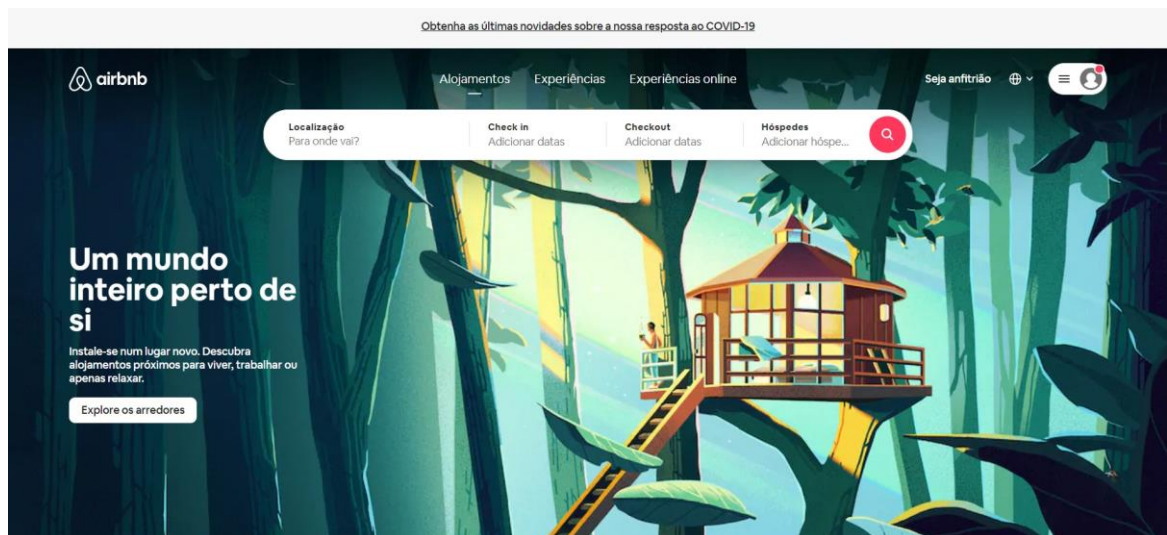 Obtenha as últimas novidades sobre a nossa resposta ao COVID-19
airbnb
Alojamentos Experiências Experiências online
Seja anfitrião
Localização
Para onde vai?
Check in
Adicionar datas
Checkout
Adicionar datas
Hóspedes
Adicionar hóspe...
Um mundo
inteiro perto de
si
Instale-se num lugar novo. Descubra
alojamentos próximos para viver, trabalhar ou
apenas relaxar.
Explore os arredores